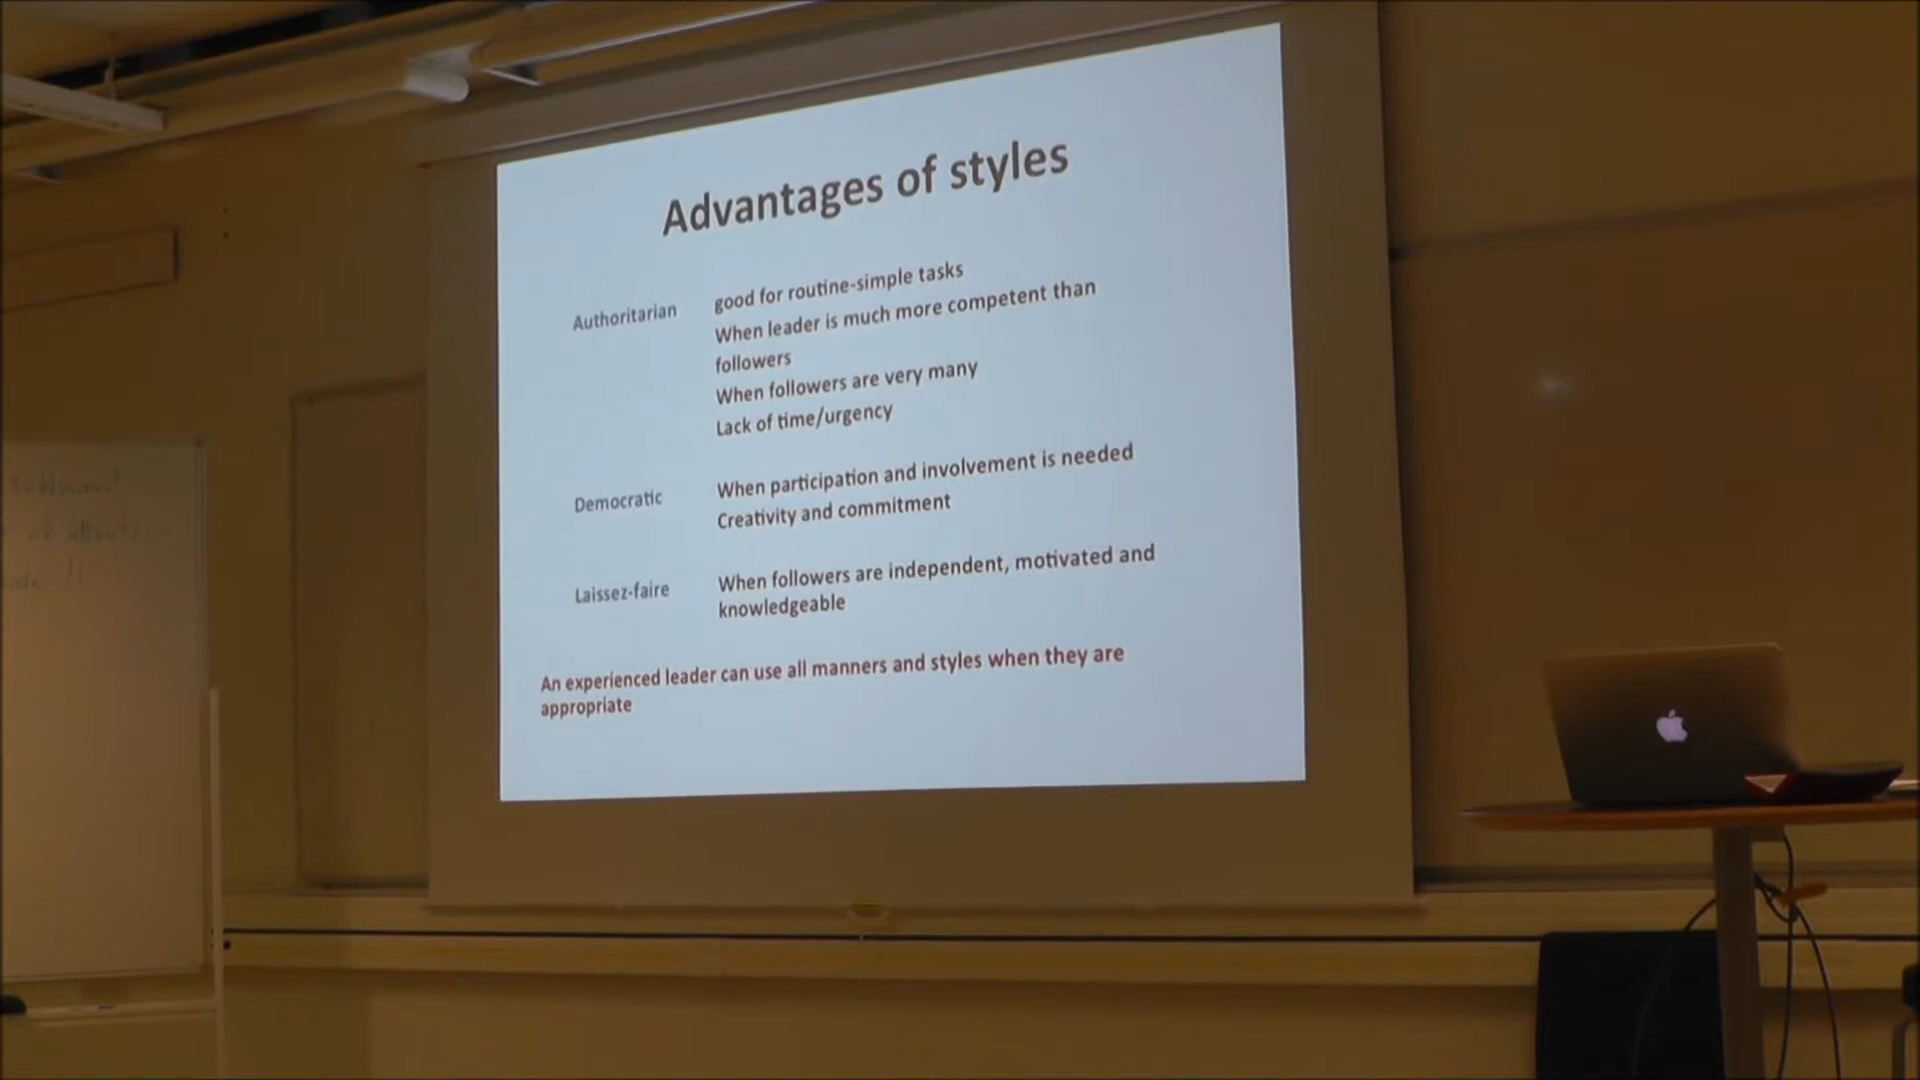 Advantages of styles
Authoritarian
good for routine-simple tasks
When leader is much more competent than
followers
When followers are very many
Lack of time/urgency
Democratic
When participation and involvement is needed
Creativity and commitment
Laissez-faire
When followers are independent, motivated and
knowledgeable
An experienced leader can use all manners and styles when they are
appropriate